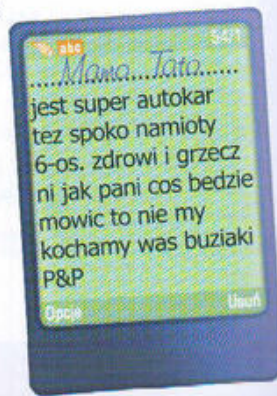 abc 54/1
.....Mama...Tata......
jest super autokar
tez spoko namioty
6-os. zdrowi i grzecz
ni jak pani cos bedzie
mowic to nie my
kochamy was buziaki
P&P
Opcje Usuń